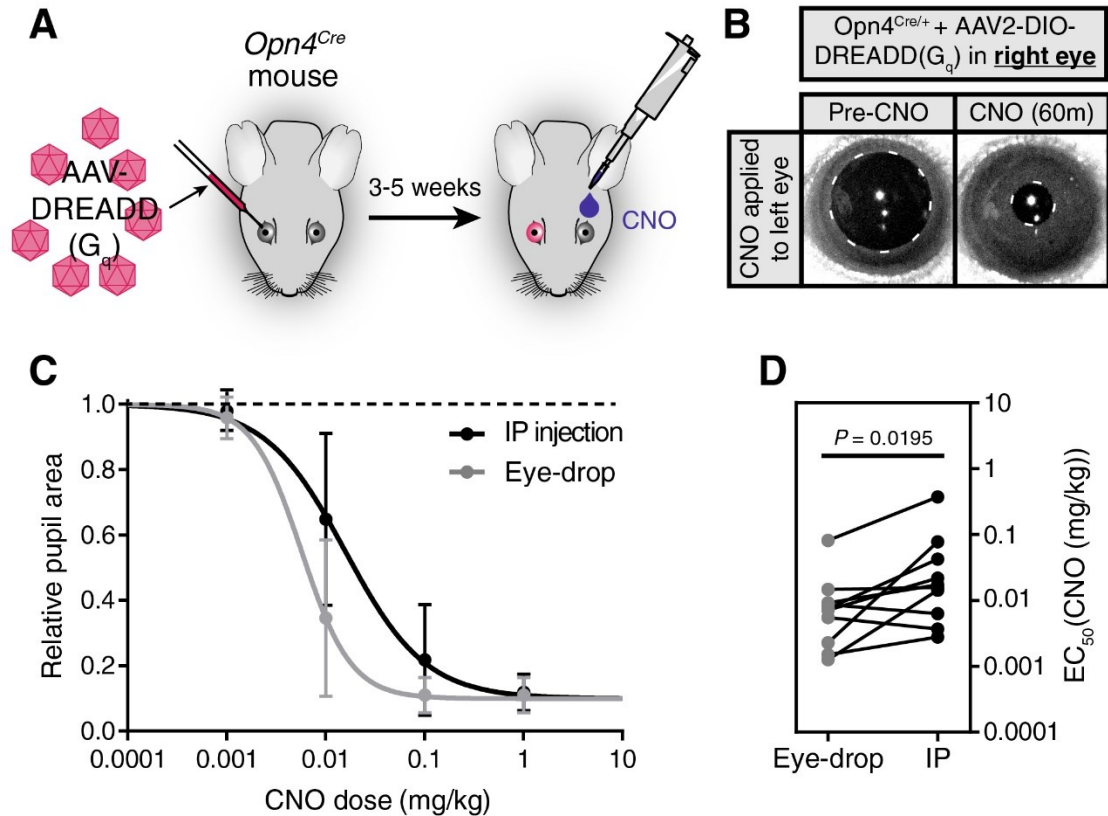 A
Opn4Cre
mouse
AAV-
DREADD
(Gq)
3-5 weeks
CNO
B
Opn4Cre/+ + AAV2-DIO-
DREADD(Gq) in right eye
Pre-CNO
CNO (60m)
CNO applied
to left eye
C
1.0
0.8
0.6
0.4
0.2
0.0
Relative pupil area
IP injection
Eye-drop
0.0001
0.001
0.01
0.1
1
10
CNO dose (mg/kg)
D
P = 0.0195
10
1
0.1
0.01
0.001
0.0001
EC50(CNO (mg/kg))
Eye-drop
IP